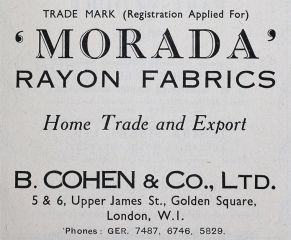 TRADE MARK (Registration Applied For)
‘MORADA’
RAYON FABRICS
Home Trade and Export
B. COHEN & Co., LTD.
5 & 6, Upper James St., Golden Square,
London, W.1.
'Phones: GER. 7487, 6746, 5829.